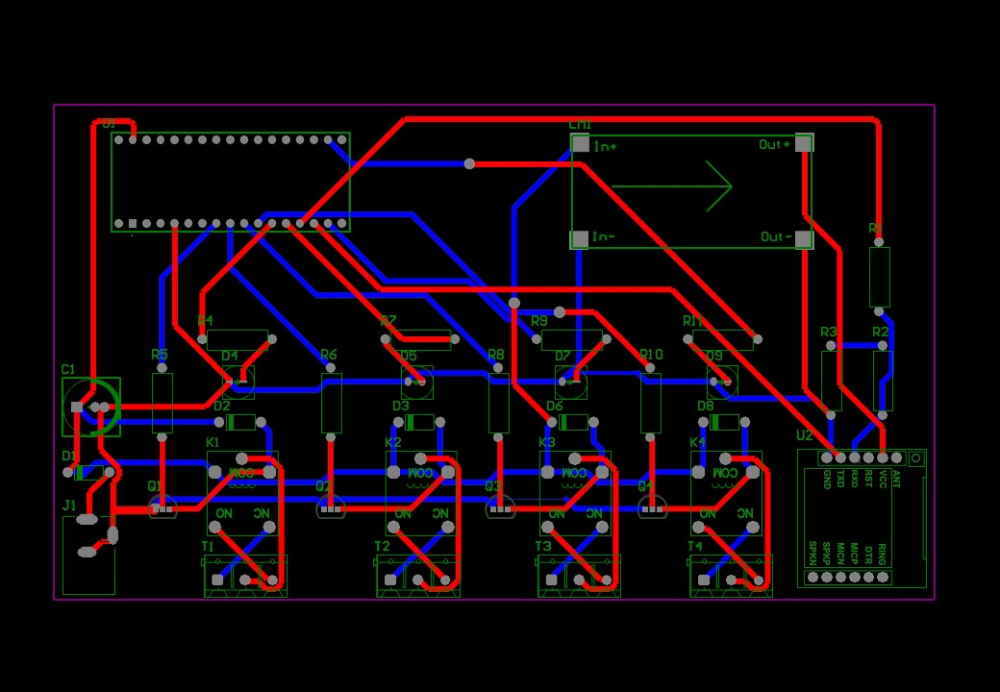 U1
LM1
In+
Out+
In-
Out-
R4
R7
R9
R11
R3
R2
R5
D4
R6
D5
R8
D7
R10
D9
C1
D2
D3
D6
D8
U2
K1
K2
K3
K4
COM
COM
COM
COM
D1
Q1
Q2
Q3
Q4
GND
TXD
RXD
RST
VCC
ANT
J1
NO
NC
NO
NC
NO
NC
NO
NC
T1
T2
T3
T4
SPKN
SPKP
MICN
MICP
DTR
RING